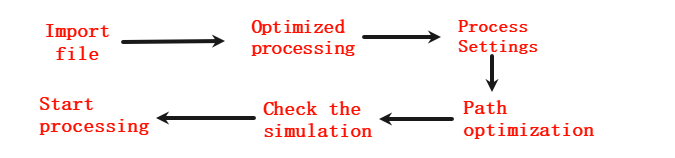 Import
file
Optimized
processing
Process
Settings
Path
optimization
Check the
simulation
Start
processing